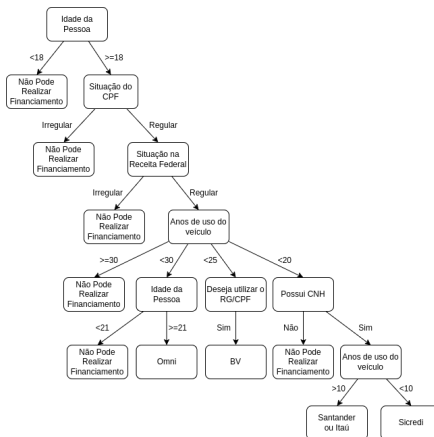 Idade da
Pessoa
<18
>=18
Não Pode
Realizar
Financiamento
Situação do
CPF
Irregular
Regular
Não Pode
Realizar
Financiamento
Situação na
Receita Federal
Irregular
Regular
Não Pode
Realizar
Financiamento
Anos de uso do
veículo
>=30
<30
<25
<20
Não Pode
Realizar
Financiamento
Idade da
Pessoa
Deseja utilizar o
RG/CPF
Possui CNH
<21
>=21
Sim
Não
Sim
Não Pode
Realizar
Financiamento
Omni
BV
Não Pode
Realizar
Financiamento
Anos de uso do
veículo
>10
<10
Santander
ou Itaú
Sicredi